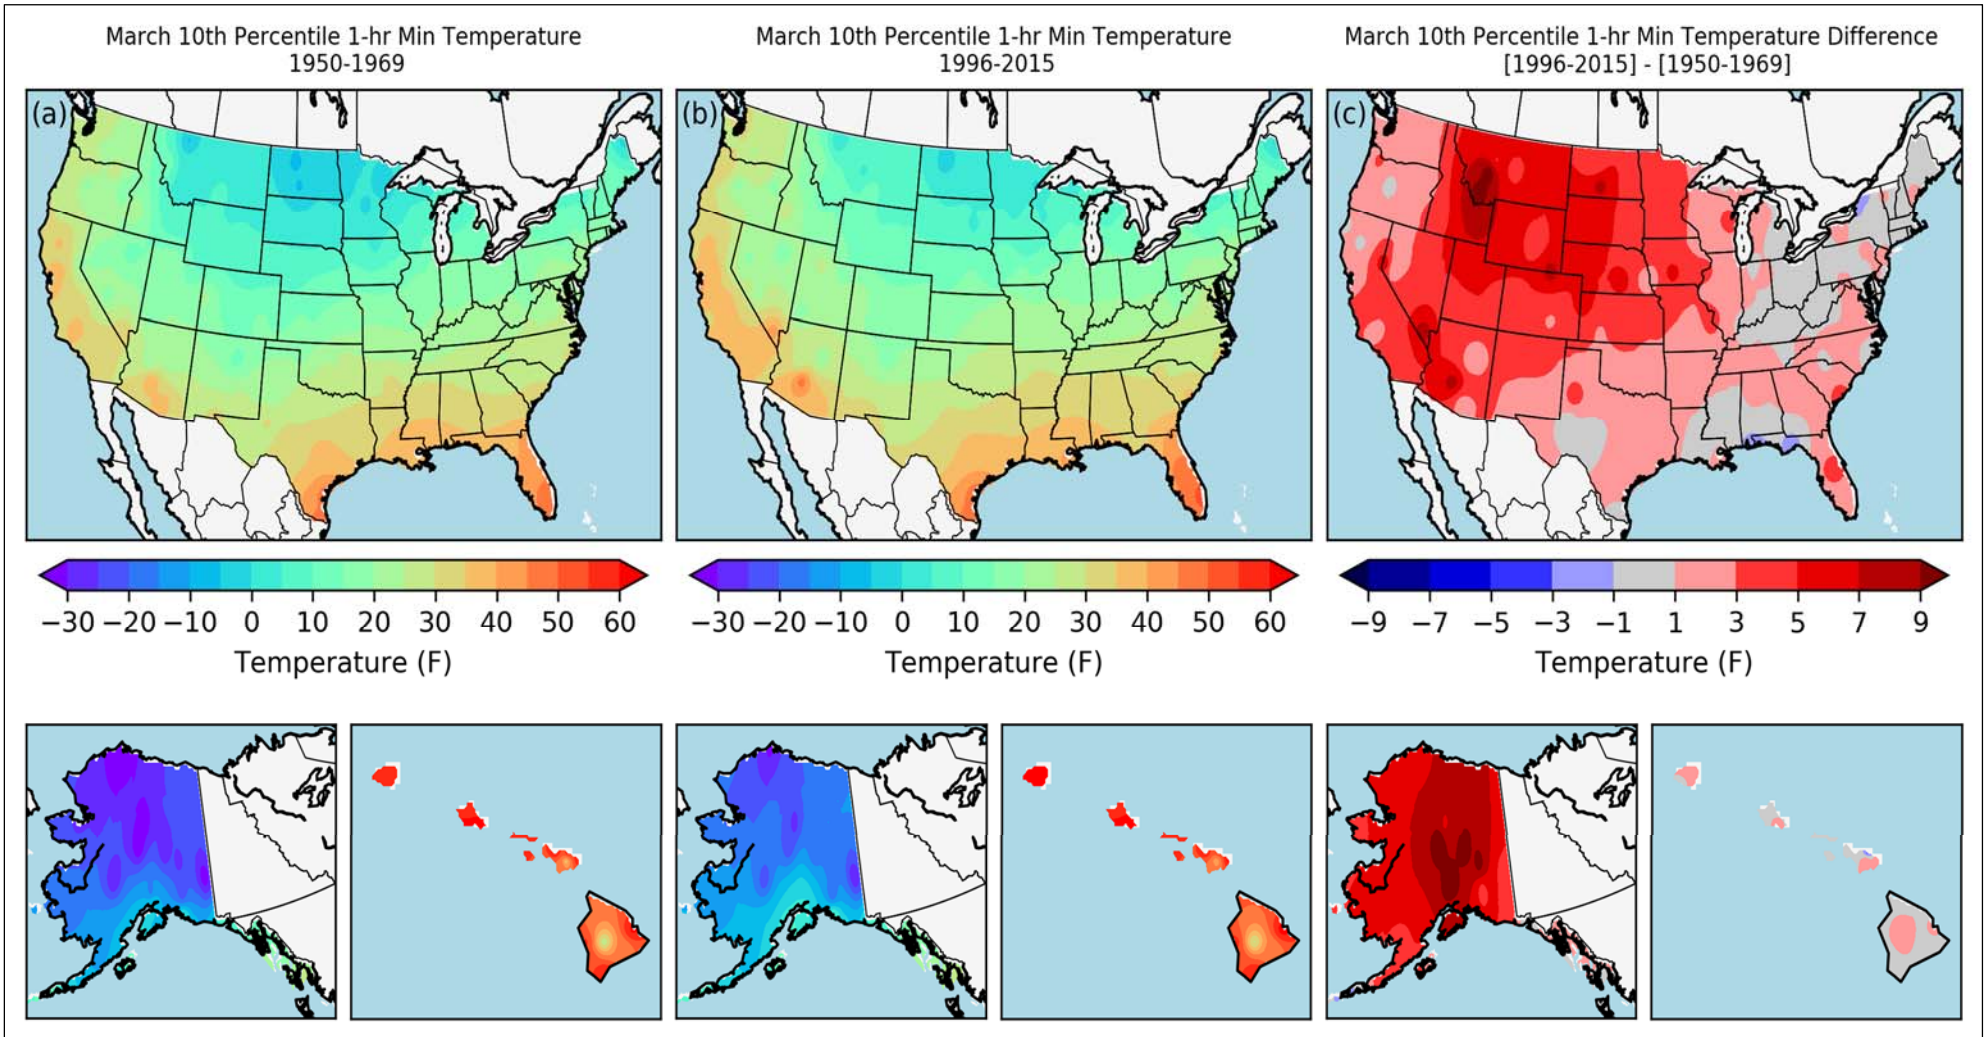 March 10th Percentile 1-hr Min Temperature
1950-1969
March 10th Percentile 1-hr Min Temperature
1996-2015
March 10th Percentile 1-hr Min Temperature Difference
[1996-2015] - [1950-1969]
(a)
(b)
(c)
−30 −20 −10 0 10 20 30 40 50 60
Temperature (F)
−30 −20 −10 0 10 20 30 40 50 60
Temperature (F)
−9 −7 −5 −3 −1 1 3 5 7 9
Temperature (F)